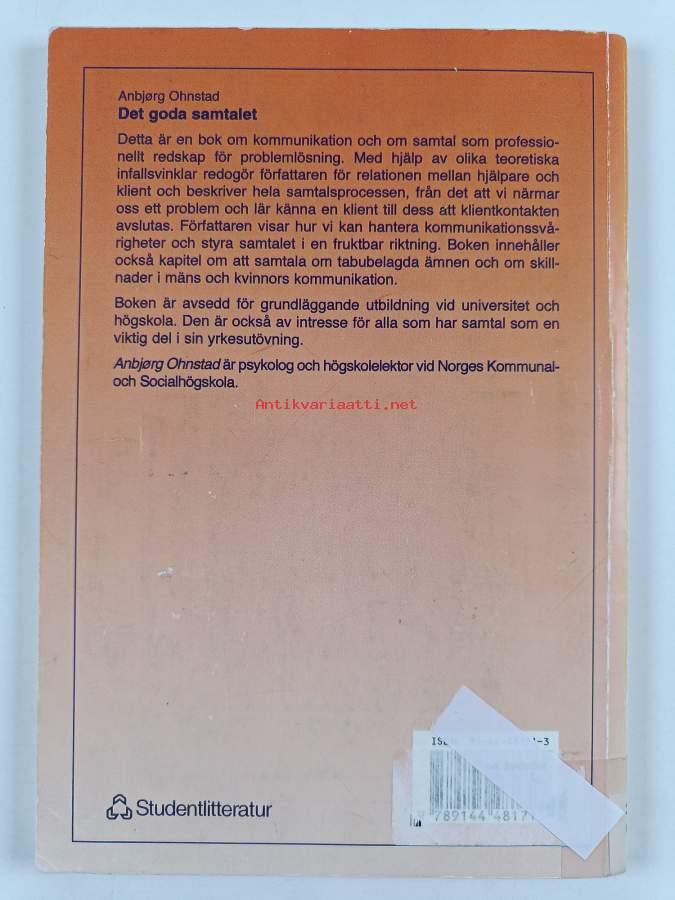 Anbjørg Ohnstad
Det goda samtalet
Detta är en bok om kommunikation och om samtal som professio-
nellt redskap för problemlösning. Med hjälp av olika teoretiska
infallsvinklar redogör författaren för relationen mellan hjälpare och
klient och beskriver hela samtalsprocessen, från det att vi närmar
oss ett problem och lär känna en klient till dess att klientkontakten
avslutas. Författaren visar hur vi kan hantera kommunikationssvå-
righeter och styra samtalet i en fruktbar riktning. Boken innehåller
också kapitel om att samtala om tabubelagda ämnen och om skill-
nader i mäns och kvinnors kommunikation.
Boken är avsedd för grundläggande utbildning vid universitet och
högskola. Den är också av intresse för alla som har samtal som en
viktig del i sin yrkesutövning.
Anbjørg Ohnstad är psykolog och högskolelektor vid Norges Kommunal-
och Socialhögskola.
Antikvariaatti.net
Studentlitteratur